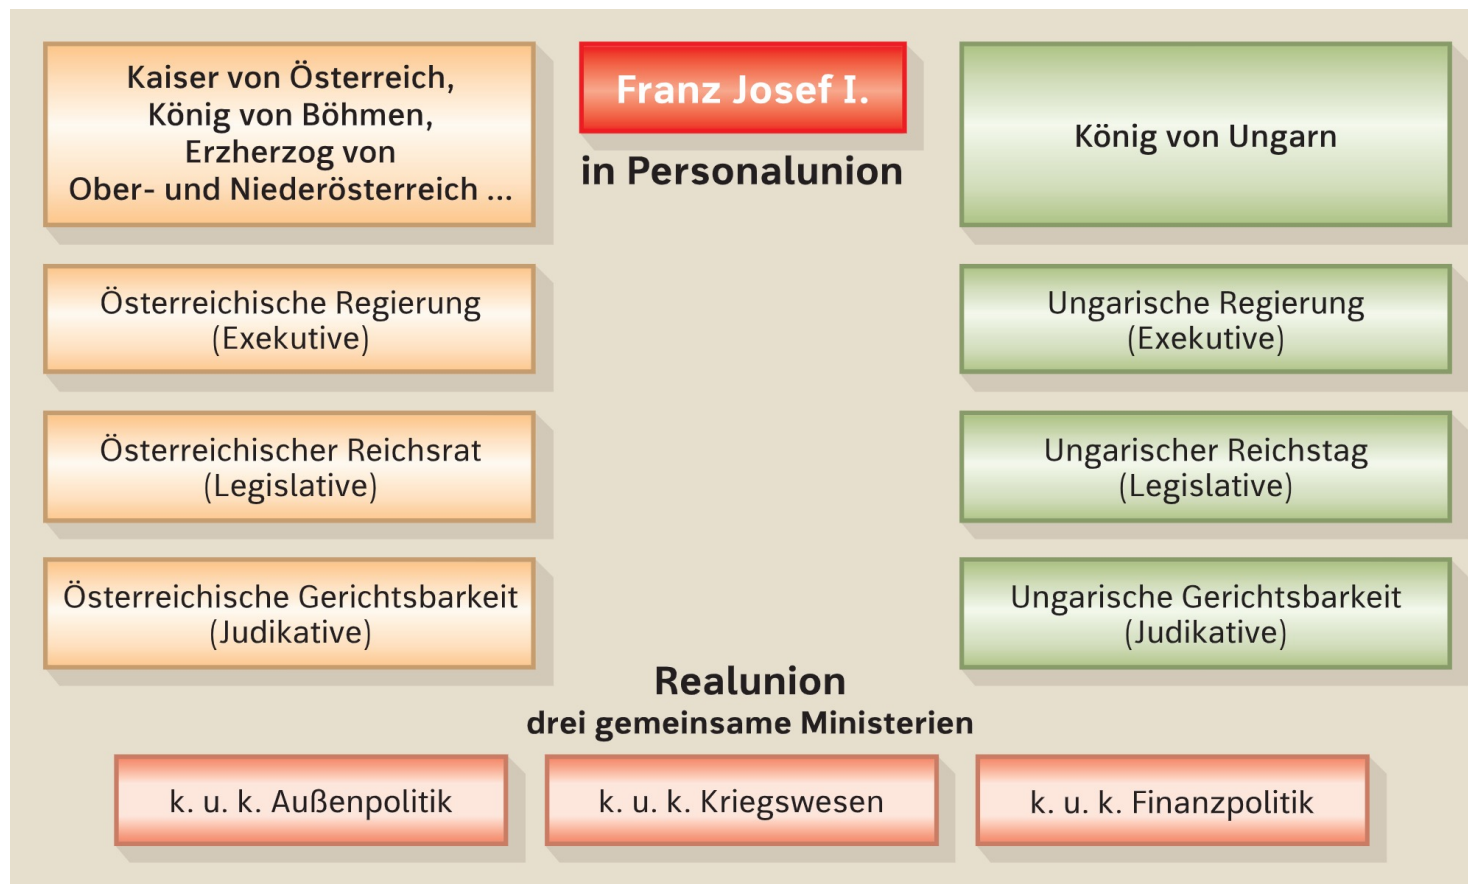 Kaiser von Österreich,
König von Böhmen,
Erzherzog von
Ober- und Niederösterreich ...
Franz Josef I.
in Personalunion
König von Ungarn
Österreichische Regierung
(Exekutive)
Ungarische Regierung
(Exekutive)
Österreichischer Reichsrat
(Legislative)
Ungarischer Reichstag
(Legislative)
Österreichische Gerichtsbarkeit
(Judikative)
Ungarische Gerichtsbarkeit
(Judikative)
Realunion
drei gemeinsame Ministerien
k. u. k. Außenpolitik
k. u. k. Kriegswesen
k. u. k. Finanzpolitik